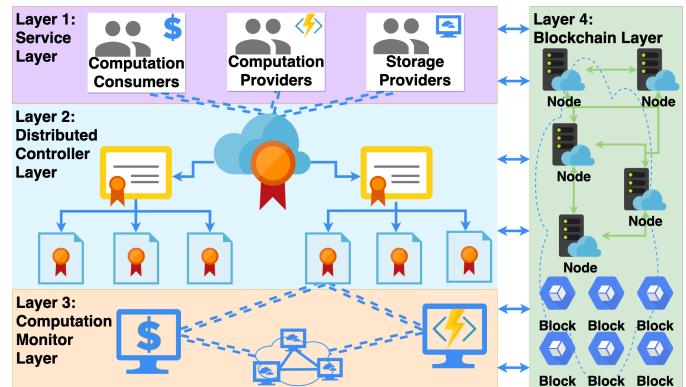 Layer 1:
Service
Layer
Computation
Consumers
$
Computation
Providers
Storage
Providers
Layer 2:
Distributed
Controller
Layer
Layer 3:
Computation
Monitor
Layer
$
Layer 4:
Blockchain Layer
Node
Node
Node
Node
Node
Block
Block
Block
Block
Block
Block